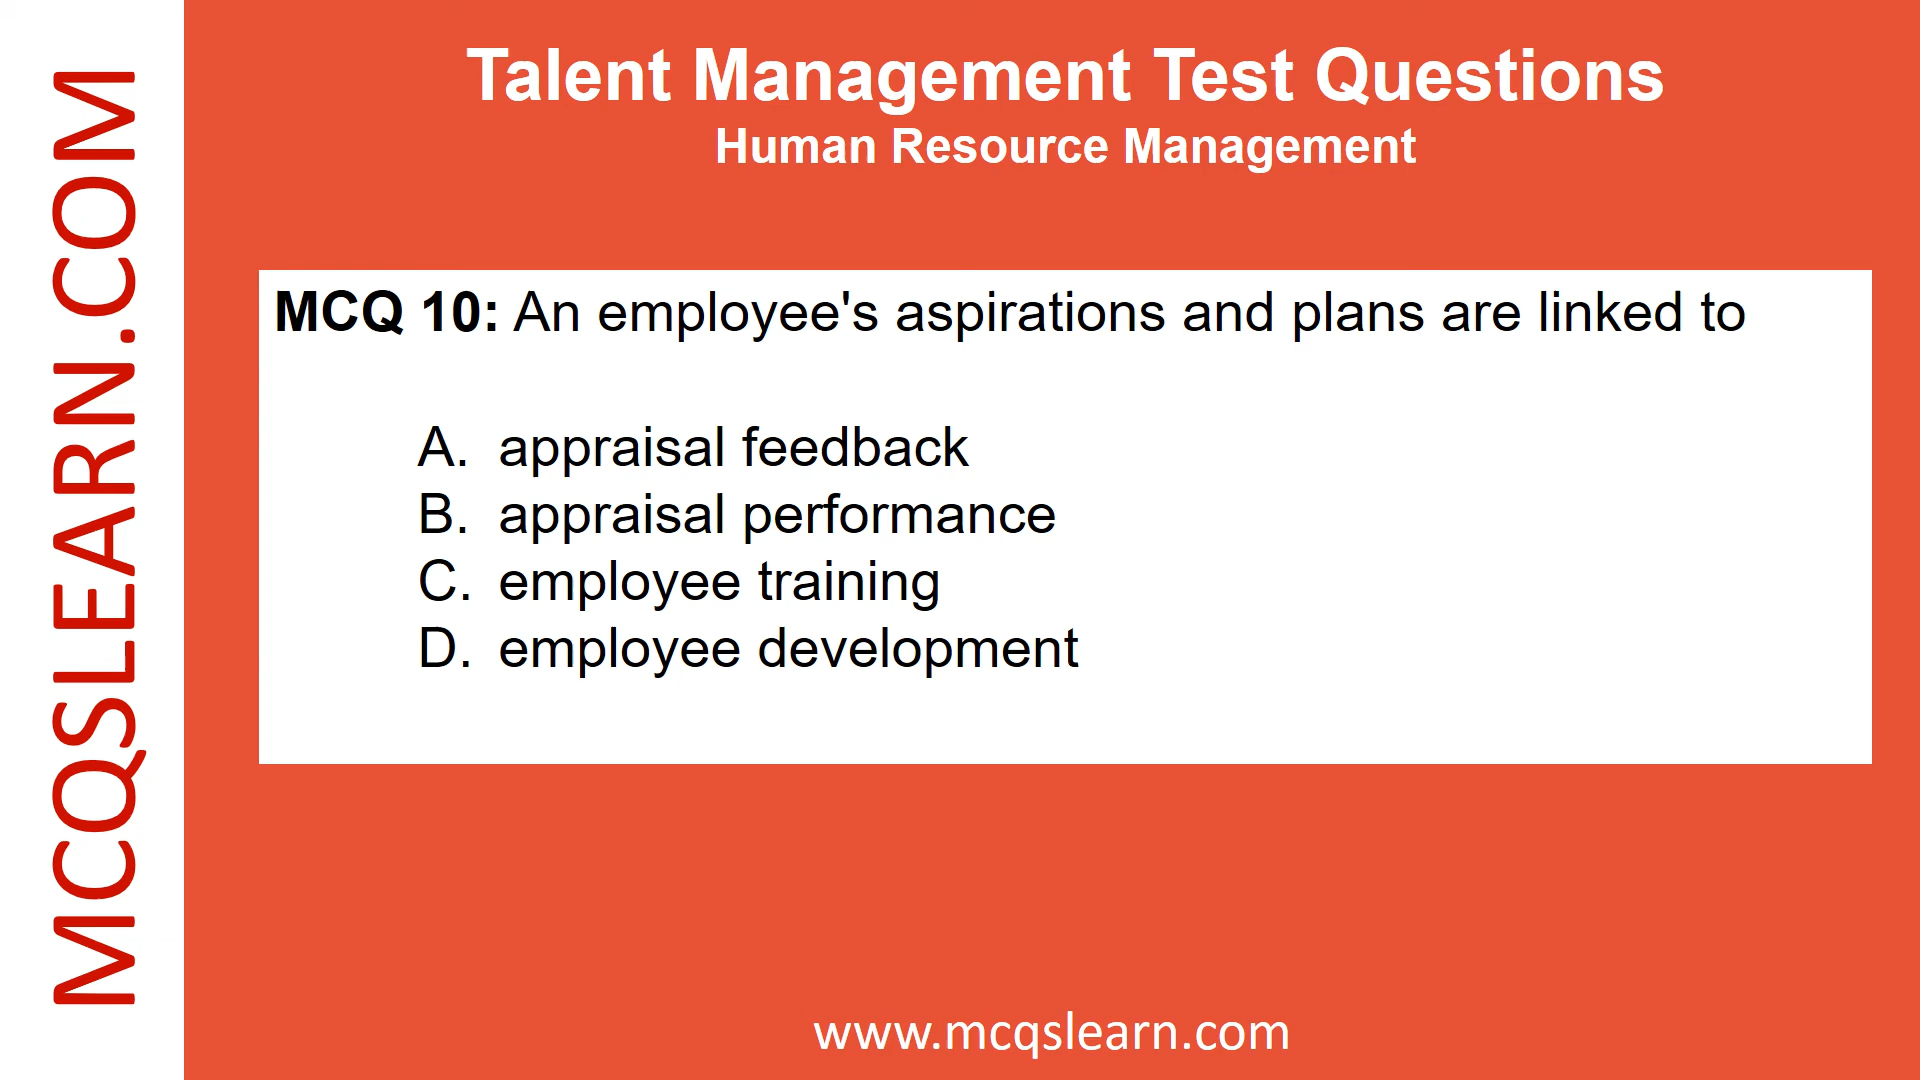 MCQSLEARN.COM
Talent Management Test Questions
Human Resource Management
MCQ 10: An employee's aspirations and plans are linked to
A. appraisal feedback
B. appraisal performance
C. employee training
D. employee development
www.mcqslearn.com